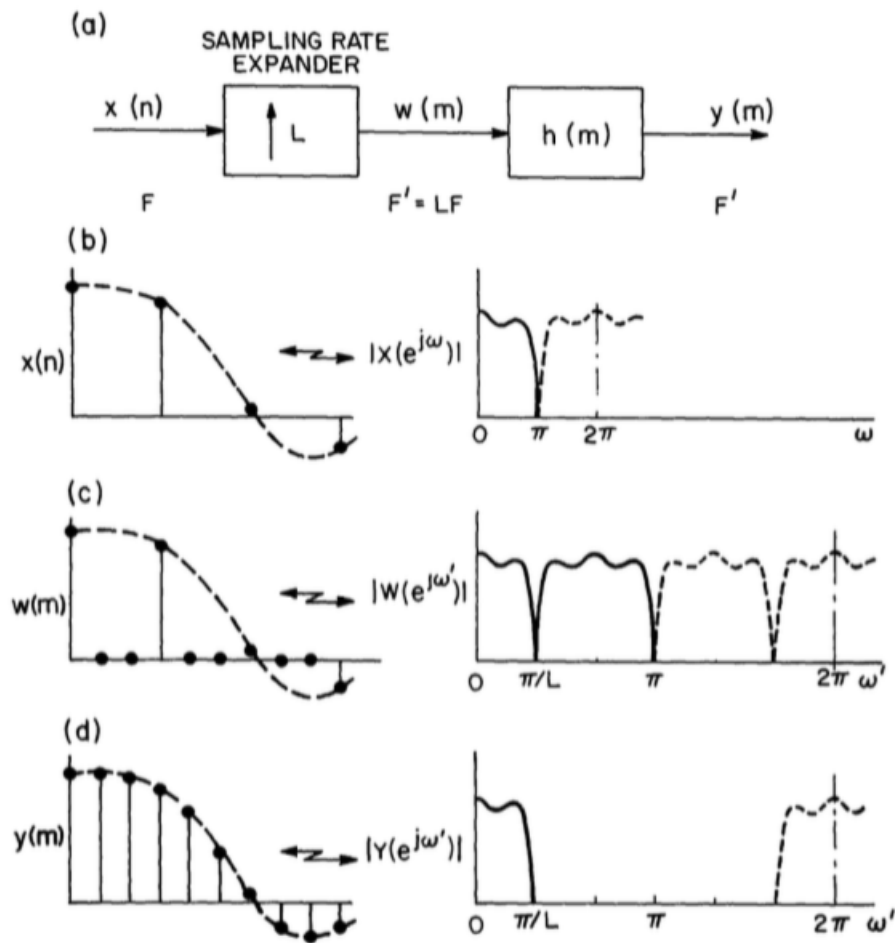 (a)
SAMPLING RATE
EXPANDER
x (n)
L
w (m)
h (m)
y (m)
F
F' = LF
F'
(b)
x(n)
|X(e^{jω})|
0 π 2π ω
(c)
w(m)
|W(e^{jω'})|
0 π/L π 2π ω'
(d)
y(m)
|Y(e^{jω'})|
0 π/L π 2π ω'